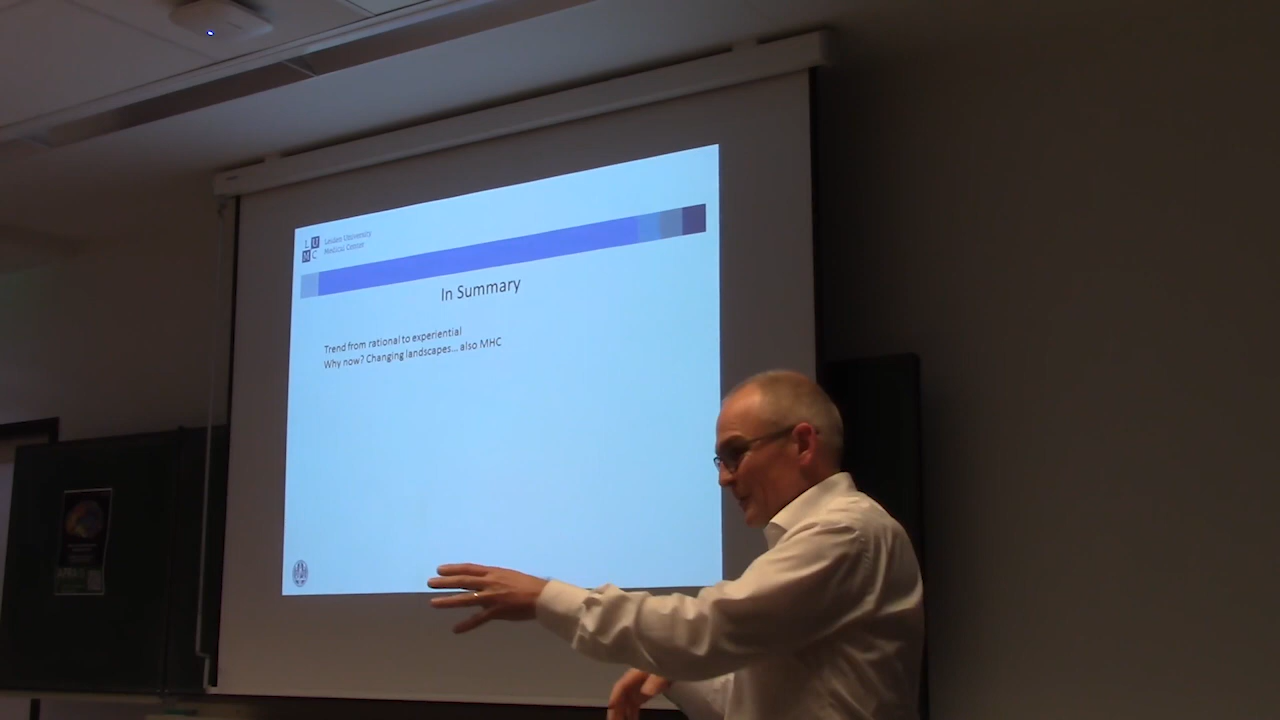 L U
M C
Leiden University
Medical Center
In Summary
Trend from rational to experiential
Why now? Changing landscapes... also MHC